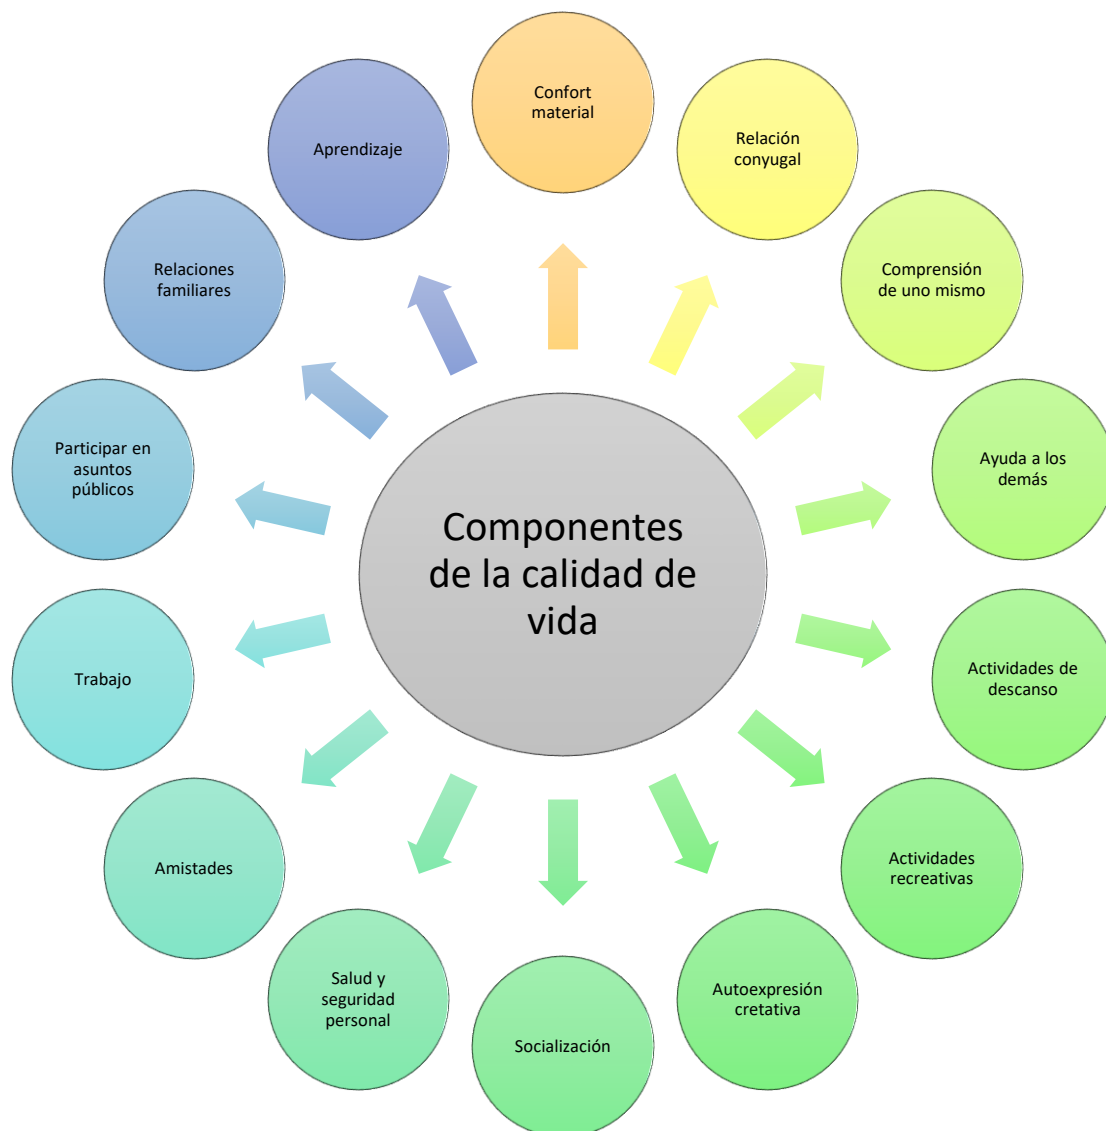 Componentes
de la calidad de
vida
Confort
material
Relación
conyugal
Comprensión
de uno mismo
Ayuda a los
demás
Actividades de
descanso
Actividades
recreativas
Autoexpresión
cretativa
Socialización
Salud y
seguridad
personal
Amistades
Trabajo
Participar en
asuntos
públicos
Relaciones
familiares
Aprendizaje